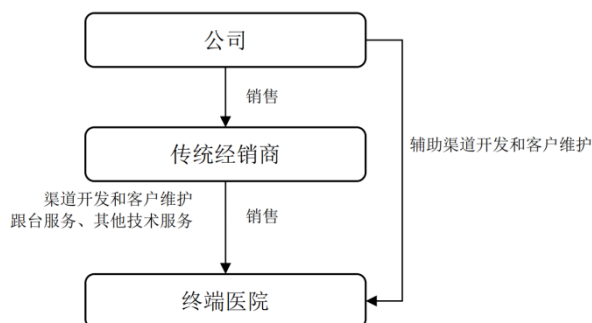 公司
销售
传统经销商
辅助渠道开发和客户维护
渠道开发和客户维护
跟台服务、其他技术服务
销售
终端医院